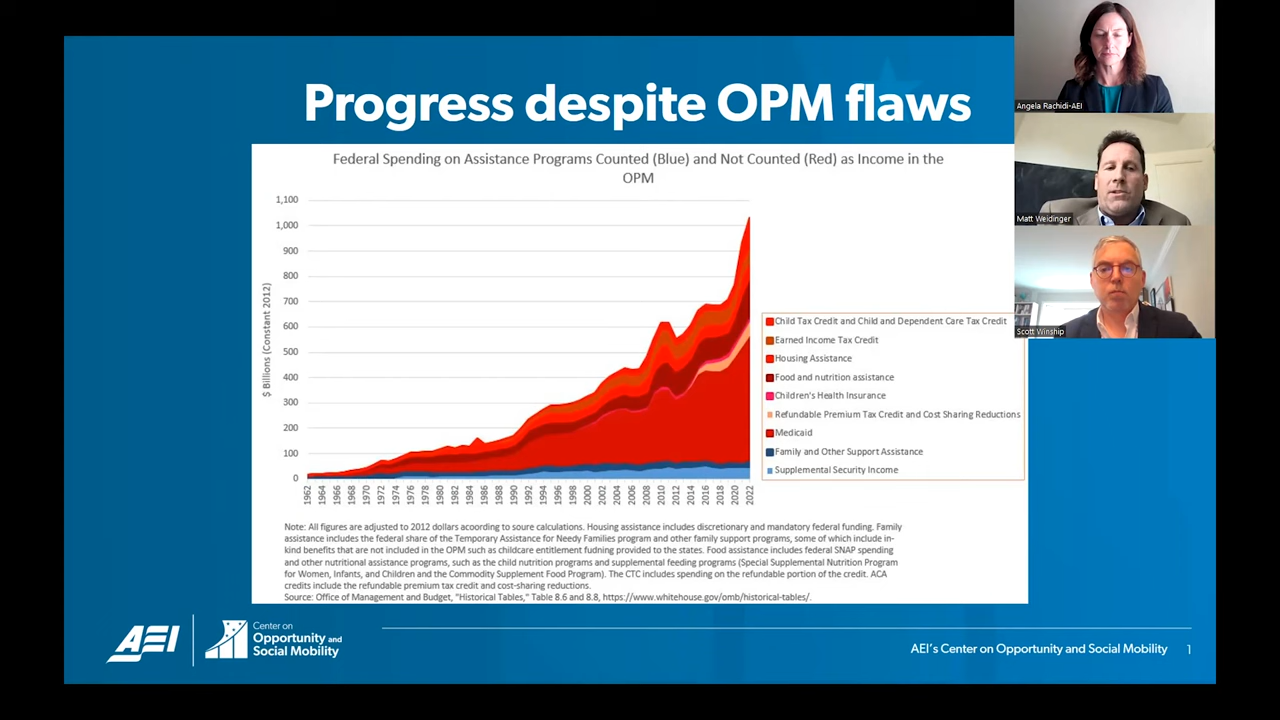 Progress despite OPM flaws
Angela Rachidi-AEI
Matt Weidinger
Scott Winship
Federal Spending on Assistance Programs Counted (Blue) and Not Counted (Red) as Income in the
OPM
$ Billions (Constant 2012)
1,100
1,000
900
800
700
600
500
400
300
200
100
0
1962
1964
1966
1968
1970
1972
1974
1976
1978
1980
1982
1984
1986
1988
1990
1992
1994
1996
1998
2000
2002
2004
2006
2008
2010
2012
2014
2016
2018
2020
2022
Child Tax Credit and Child and Dependent Care Tax Credit
Earned Income Tax Credit
Housing Assistance
Food and nutrition assistance
Children's Health Insurance
Refundable Premium Tax Credit and Cost Sharing Reductions
Medicaid
Family and Other Support Assistance
Supplemental Security Income
Note: All figures are adjusted to 2012 dollars acoording to soure calculations. Housing assistance includes discretionary and mandatory federal funding. Family
assistance includes the federal share of the Temporary Assistance for Needy Families program and other family support programs, some of which include in-
kind benefits that are not included in the OPM such as childcare entitlement fudning provided to the states. Food assistance includes federal SNAP spending
and other nutritional assistance programs, such as the child nutrition programs and supplemental feeding programs (Special Supplemental Nutrition Program
for Women, Infants, and Children and the Commodity Supplement Food Program). The CTC includes spending on the refundable portion of the credit. ACA
credits include the refundable premium tax credit and cost-sharing reductions.
Source: Office of Management and Budget, "Historical Tables," Table 8.6 and 8.8, https://www.whitehouse.gov/omb/historical-tables/.
AEI
Center on
Opportunity and
Social Mobility
AEI's Center on Opportunity and Social Mobility
1